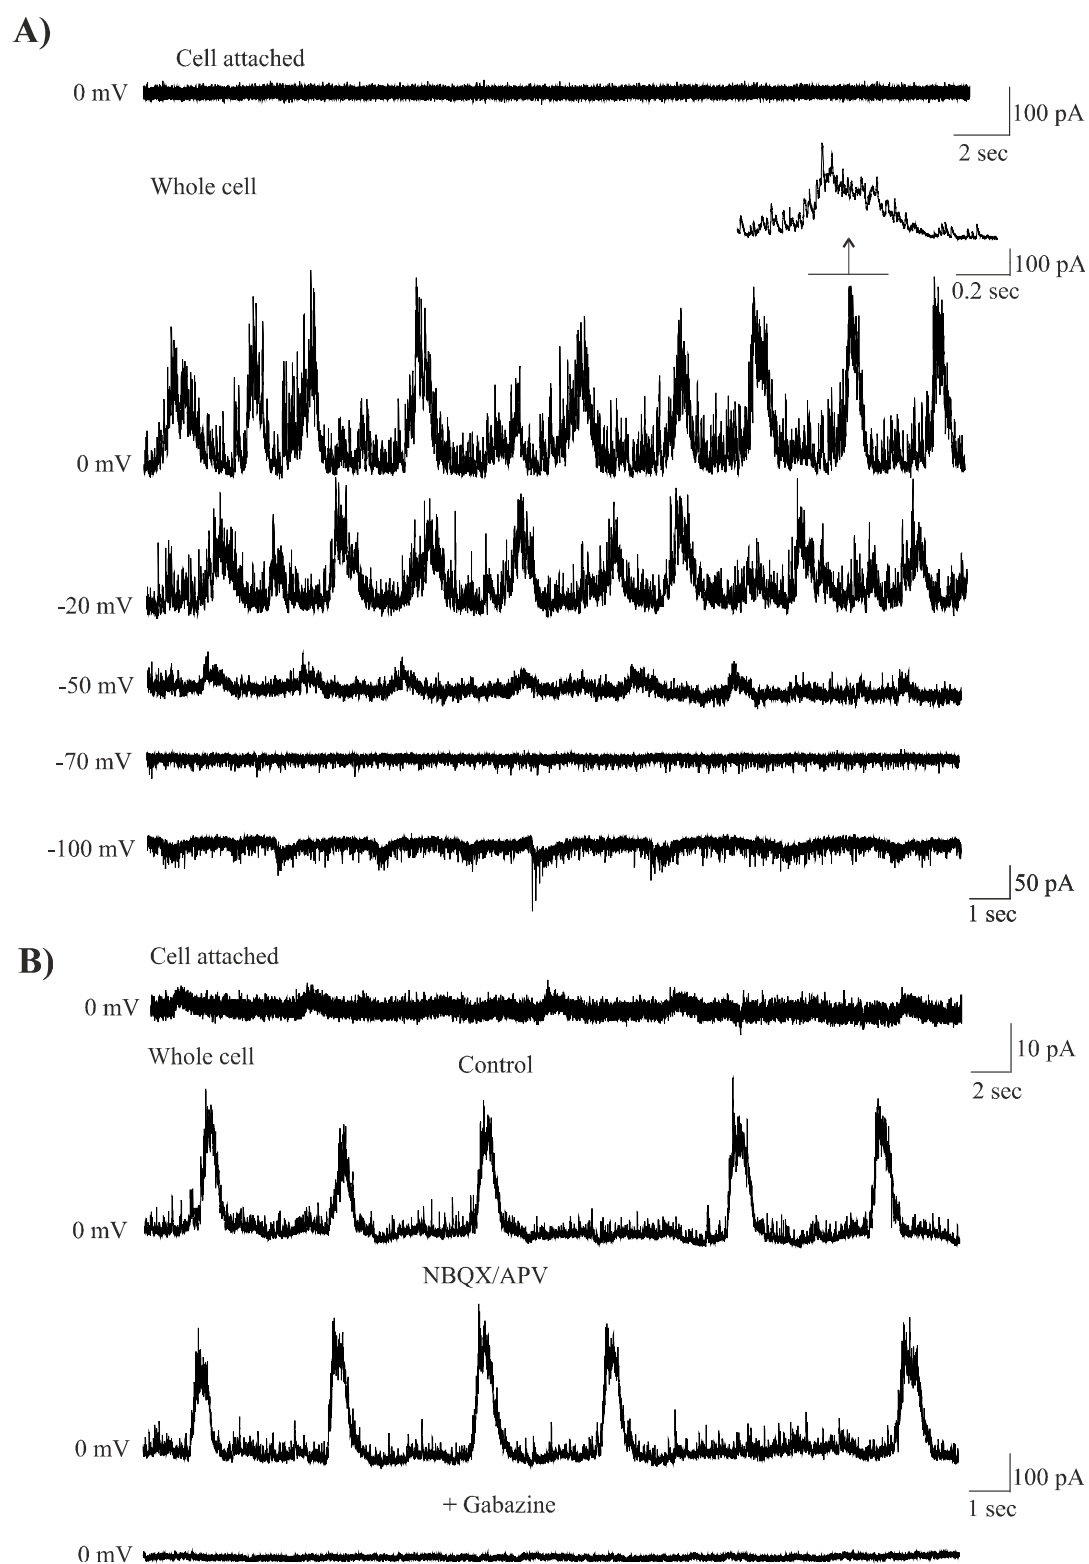 A)
Cell attached
0 mV
100 pA
2 sec
Whole cell
100 pA
0.2 sec
0 mV
-20 mV
-50 mV
-70 mV
-100 mV
50 pA
1 sec
B)
Cell attached
0 mV
10 pA
2 sec
Whole cell
Control
0 mV
NBQX/APV
0 mV
100 pA
1 sec
+ Gabazine
0 mV